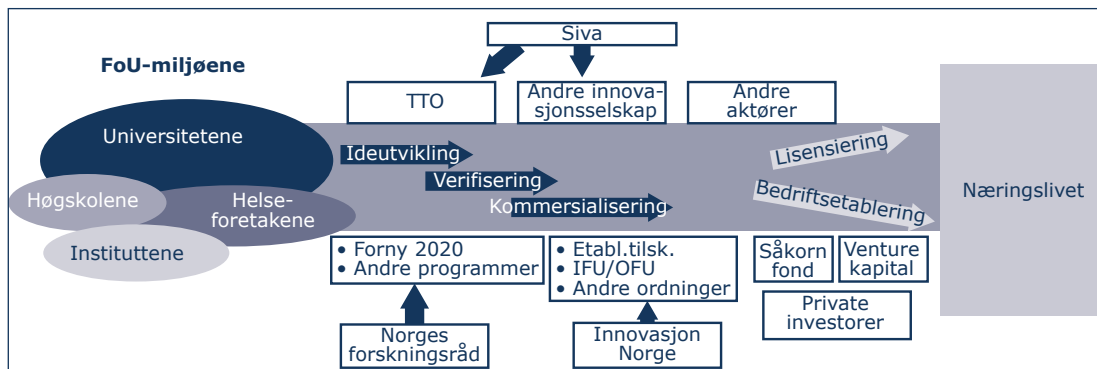 Siva
FoU-miljøene
TTO
Andre innova-
sjonsselskap
Andre
aktører
Universitetene
Høgskolene
Helse-
foretakene
Instituttene
Ideutvikling
Verifisering
Kommersialisering
Lisensiering
Bedriftsetablering
Næringslivet
• Forny 2020
• Andre programmer
• Etabl.tilsk.
• IFU/OFU
• Andre ordninger
Såkorn
fond
Venture
kapital
Private
investorer
Norges
forskningsråd
Innovasjon
Norge